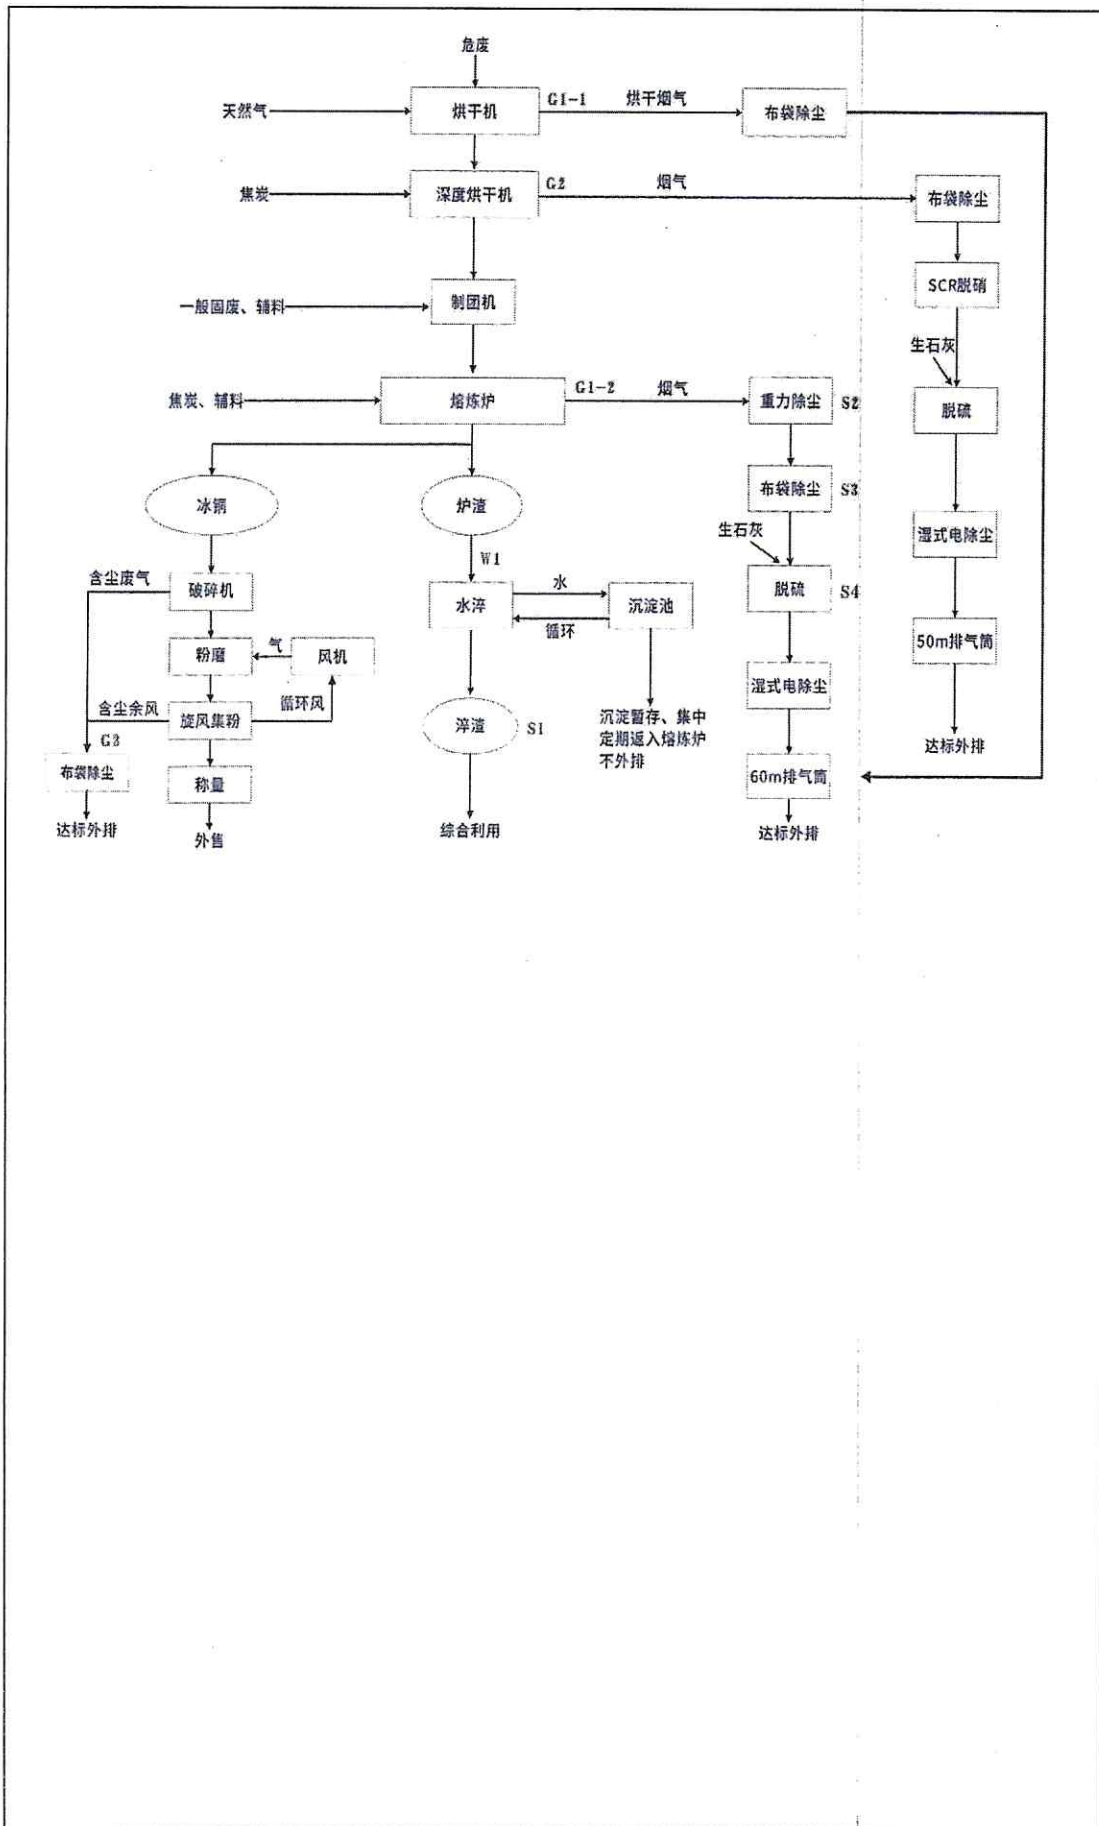 危废
天然气
烘干机
G1-1
烘干烟气
布袋除尘
焦炭
深度烘干机
G2
烟气
布袋除尘
SCR脱硝
一般固废、辅料
制团机
生石灰
焦炭、辅料
熔炼炉
G1-2
烟气
重力除尘
S2
脱硫
冰铜
炉渣
布袋除尘
S3
W1
生石灰
湿式电除尘
含尘废气
破碎机
水淬
水
循环
沉淀池
脱硫
S4
粉磨
气
风机
50m排气筒
湿式电除尘
含尘余风
旋风集粉
循环风
淬渣
S1
沉淀暂存、集中
定期返入熔炼炉
不外排
达标外排
G3
布袋除尘
称量
60m排气筒
达标外排
外售
综合利用
达标外排